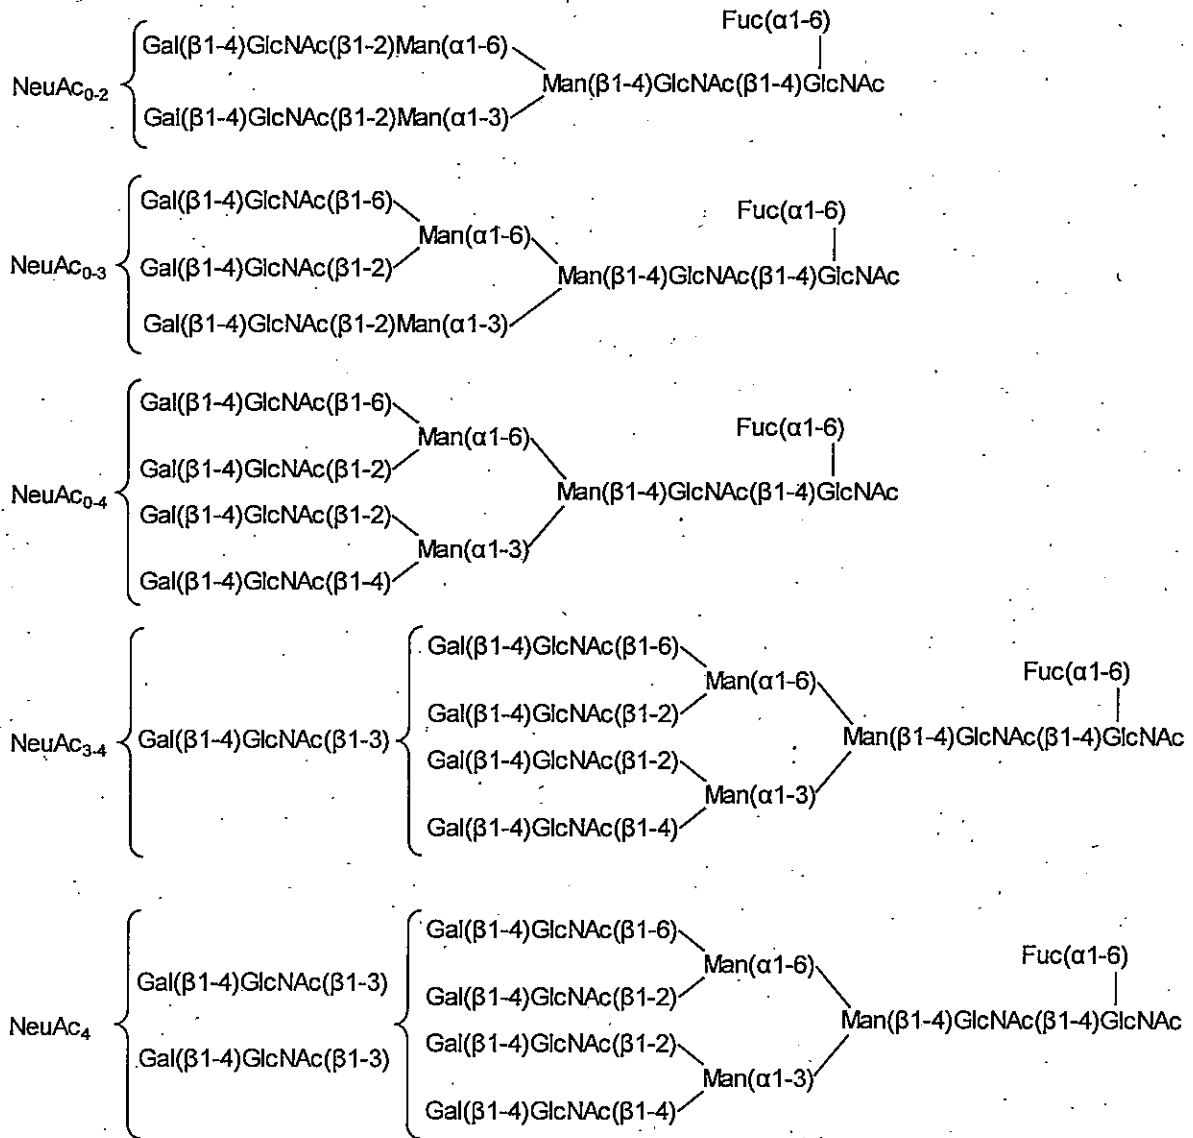 Fuc(α1-6)
Gal(β1-4)GlcNAc(β1-2)Man(α1-6)
NeuAc0-2
Man(β1-4)GlcNAc(β1-4)GlcNAc
Gal(β1-4)GlcNAc(β1-2)Man(α1-3)
Gal(β1-4)GlcNAc(β1-6)
Fuc(α1-6)
Man(α1-6)
NeuAc0-3
Gal(β1-4)GlcNAc(β1-2)
Man(β1-4)GlcNAc(β1-4)GlcNAc
Gal(β1-4)GlcNAc(β1-2)Man(α1-3)
Gal(β1-4)GlcNAc(β1-6)
Fuc(α1-6)
Man(α1-6)
Gal(β1-4)GlcNAc(β1-2)
NeuAc0-4
Man(β1-4)GlcNAc(β1-4)GlcNAc
Gal(β1-4)GlcNAc(β1-2)
Man(α1-3)
Gal(β1-4)GlcNAc(β1-4)
Gal(β1-4)GlcNAc(β1-6)
Fuc(α1-6)
Man(α1-6)
Gal(β1-4)GlcNAc(β1-2)
NeuAc3-4
Gal(β1-4)GlcNAc(β1-3)
Man(β1-4)GlcNAc(β1-4)GlcNAc
Gal(β1-4)GlcNAc(β1-2)
Man(α1-3)
Gal(β1-4)GlcNAc(β1-4)
Gal(β1-4)GlcNAc(β1-6)
Fuc(α1-6)
Man(α1-6)
Gal(β1-4)GlcNAc(β1-3)
Gal(β1-4)GlcNAc(β1-2)
NeuAc4
Man(β1-4)GlcNAc(β1-4)GlcNAc
Gal(β1-4)GlcNAc(β1-3)
Gal(β1-4)GlcNAc(β1-2)
Man(α1-3)
Gal(β1-4)GlcNAc(β1-4)